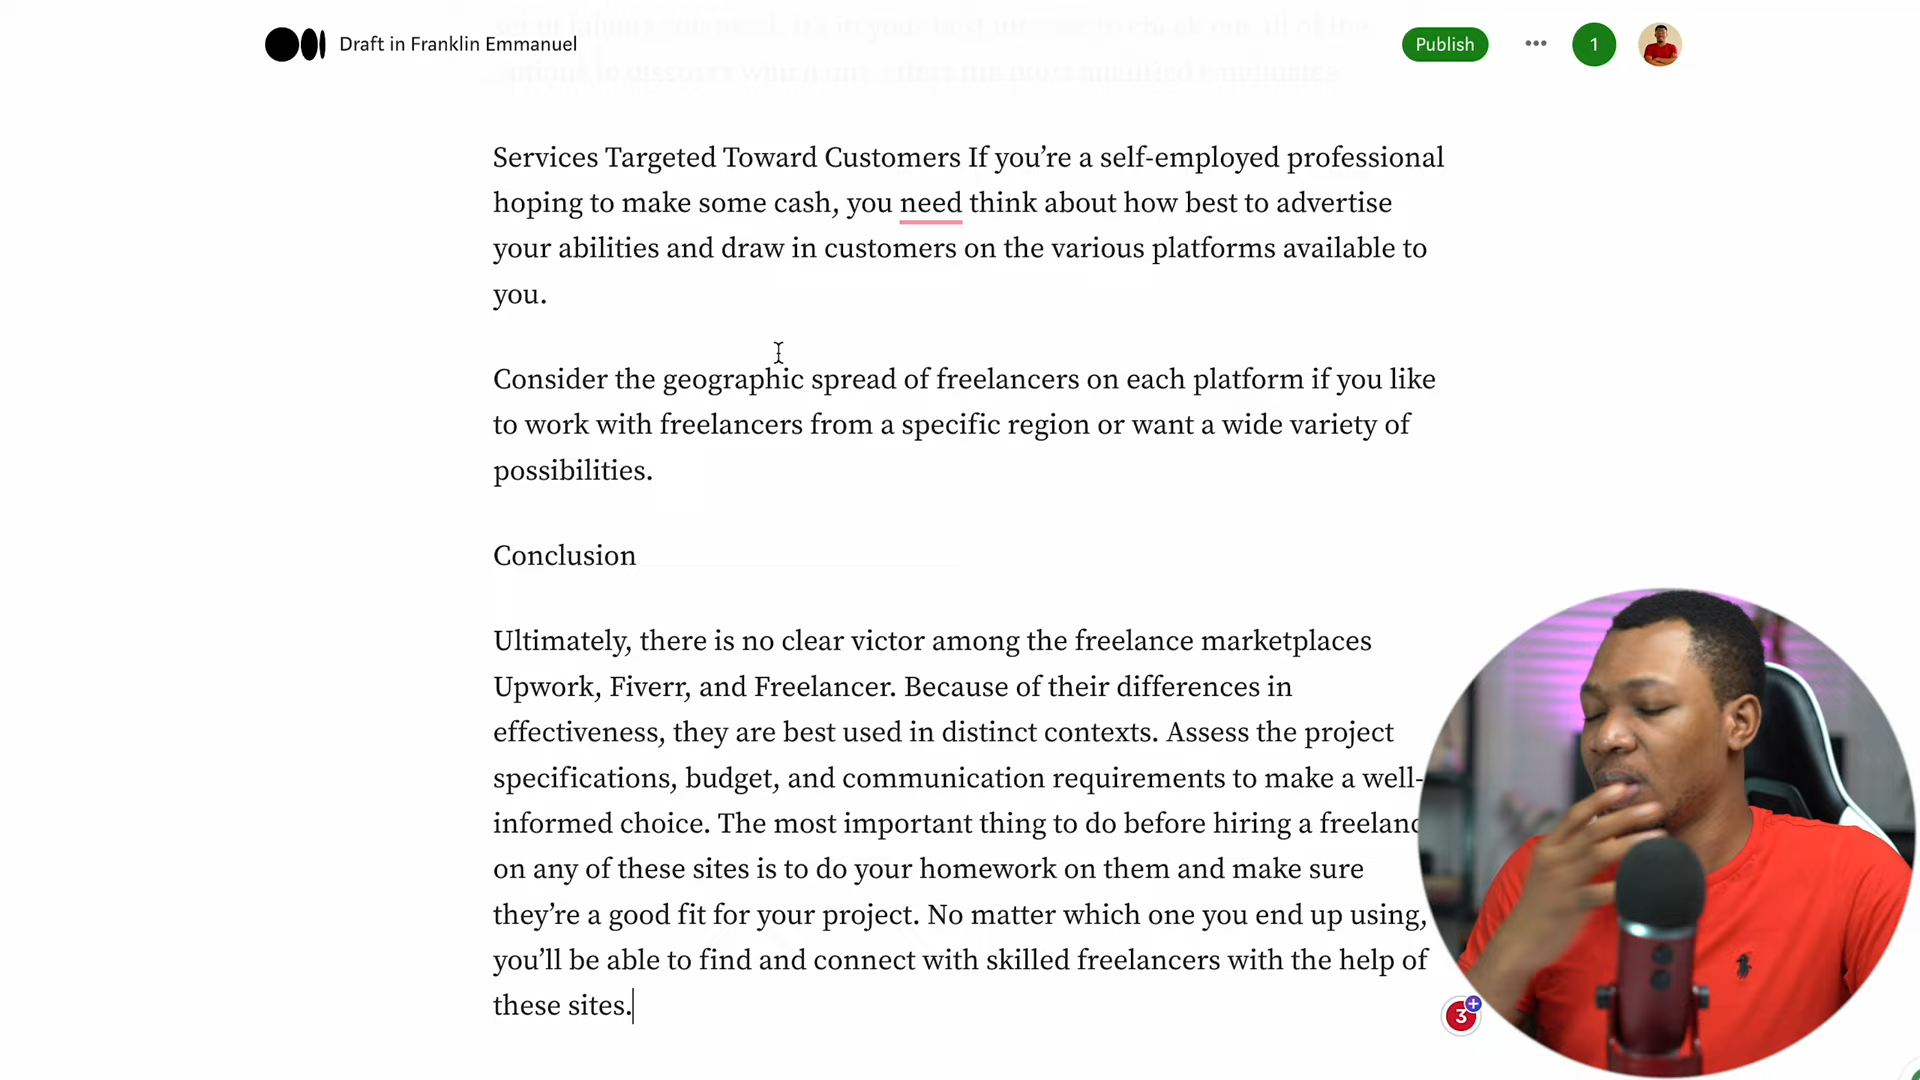 Draft in Franklin Emmanuel
Publish
1
Services Targeted Toward Customers If you’re a self-employed professional
hoping to make some cash, you need think about how best to advertise
your abilities and draw in customers on the various platforms available to
you.
Consider the geographic spread of freelancers on each platform if you like
to work with freelancers from a specific region or want a wide variety of
possibilities.
Conclusion
Ultimately, there is no clear victor among the freelance marketplaces
Upwork, Fiverr, and Freelancer. Because of their differences in
effectiveness, they are best used in distinct contexts. Assess the project
specifications, budget, and communication requirements to make a well-
informed choice. The most important thing to do before hiring a
on any of these sites is to do your homework on them and make sure
they’re a good fit for your project. No matter which one you end up using,
you’ll be able to find and connect with skilled freelancers with the help of
these sites.
3